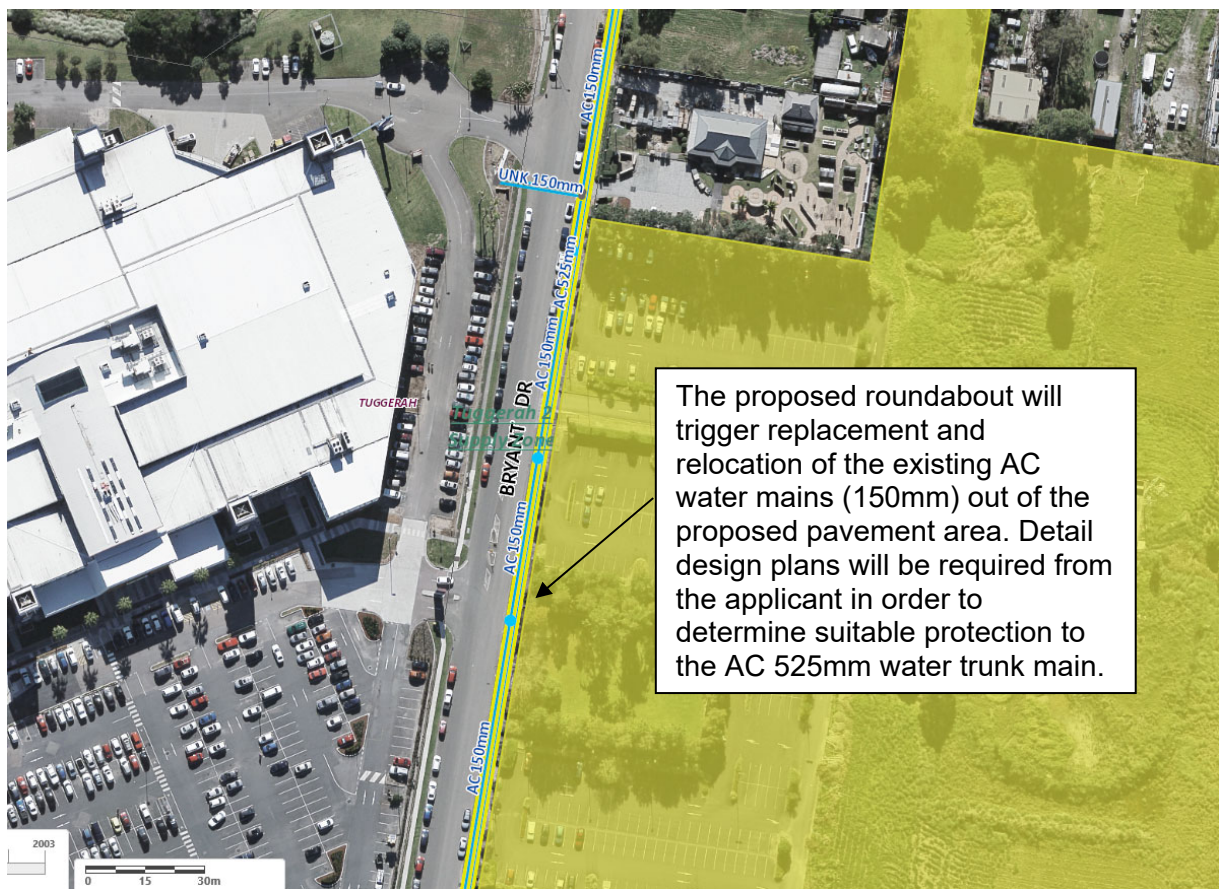 AC 150mm
UNK 150mm
AC 525mm
AC 150mm
TUGGERAH
Tuggerah 2
Supply Zone
BRYANT DR
AC 150mm
AC 150mm
The proposed roundabout will
trigger replacement and
relocation of the existing AC
water mains (150mm) out of the
proposed pavement area. Detail
design plans will be required from
the applicant in order to
determine suitable protection to
the AC 525mm water trunk main.
2003
0 15 30m